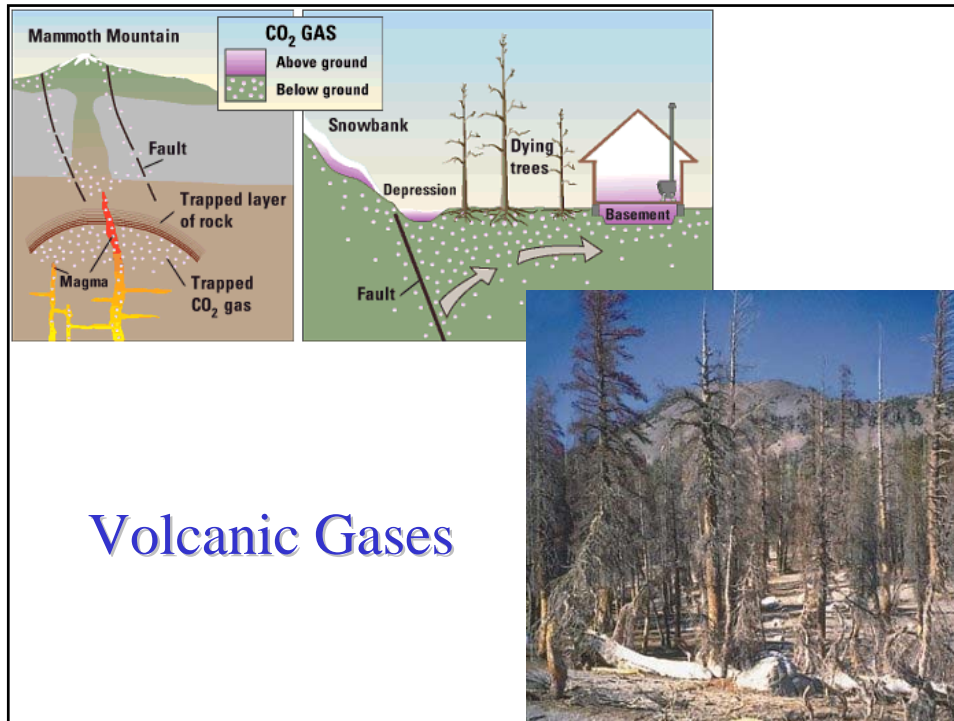 Mammoth Mountain
Fault
Trapped layer
of rock
Magma
Trapped
CO₂ gas
CO₂ GAS
Above ground
Below ground
Snowbank
Depression
Dying
trees
Basement
Fault
Volcanic Gases